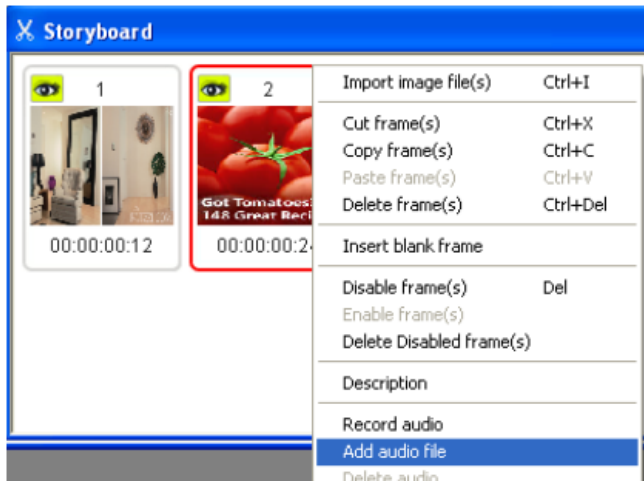 Storyboard
1
2
Got Tomatoes?
148 Great Reci
00:00:00:12
00:00:00:24
Import image file(s) Ctrl+I
Cut frame(s) Ctrl+X
Copy frame(s) Ctrl+C
Paste frame(s) Ctrl+V
Delete frame(s) Ctrl+Del
Insert blank frame
Disable frame(s) Del
Enable frame(s)
Delete Disabled frame(s)
Description
Record audio
Add audio file
Delete audio